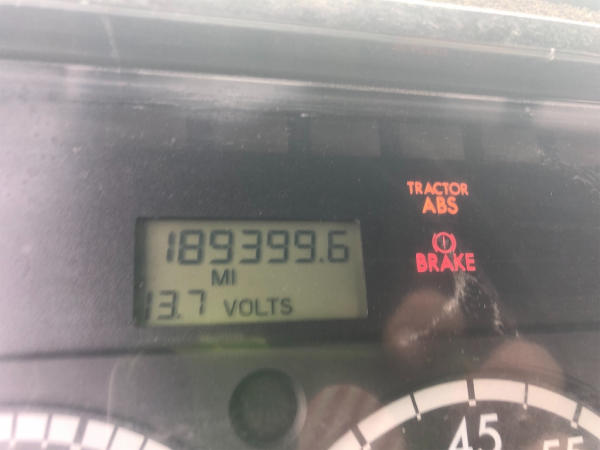 TRACTOR
ABS
189399.6
MI
BRAKE
13.7 VOLTS
45
55